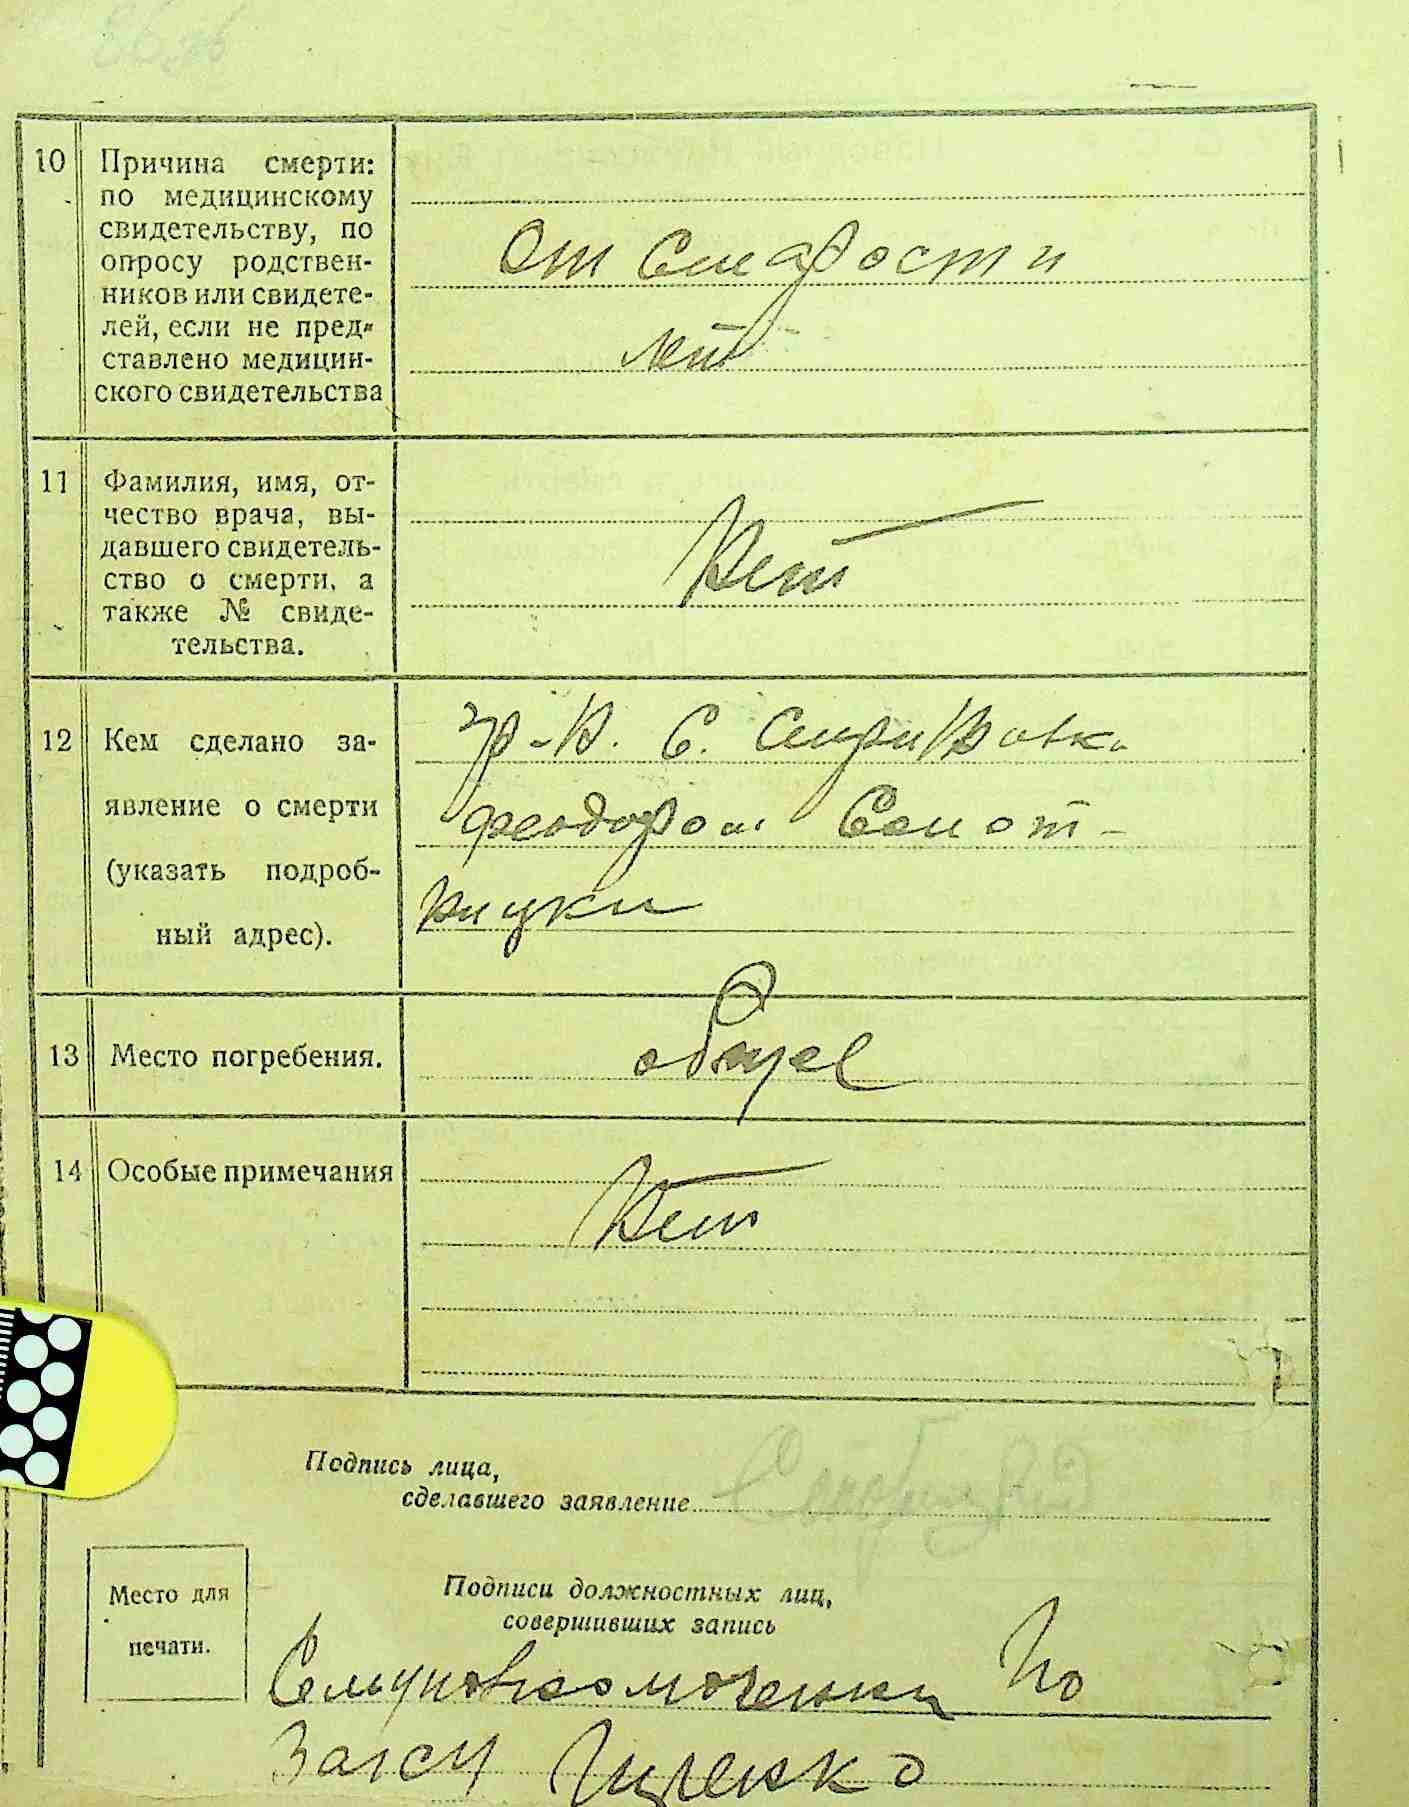 10 Причина смерти:
по медицинскому
свидетельству, по
опросу родствен-
ников или свидете-
лей, если не пред-
ставлено медицин-
ского свидетельства
От Старости
лет
11 Фамилия, имя, от-
чество врача, вы-
давшего свидетель-
ство о смерти, а
также № свиде-
тельства.
Нет
12 Кем сделано за-
явление о смерти
(указать подроб-
ный адрес).
гр-н. С.
Феодором
13 Место погребения.
общее
14 Особые примечания
Нет
Подпись лица,
сделавшего заявление
Место для
печати.
Подписи должностных лиц,
совершивших запись
по
Загсу